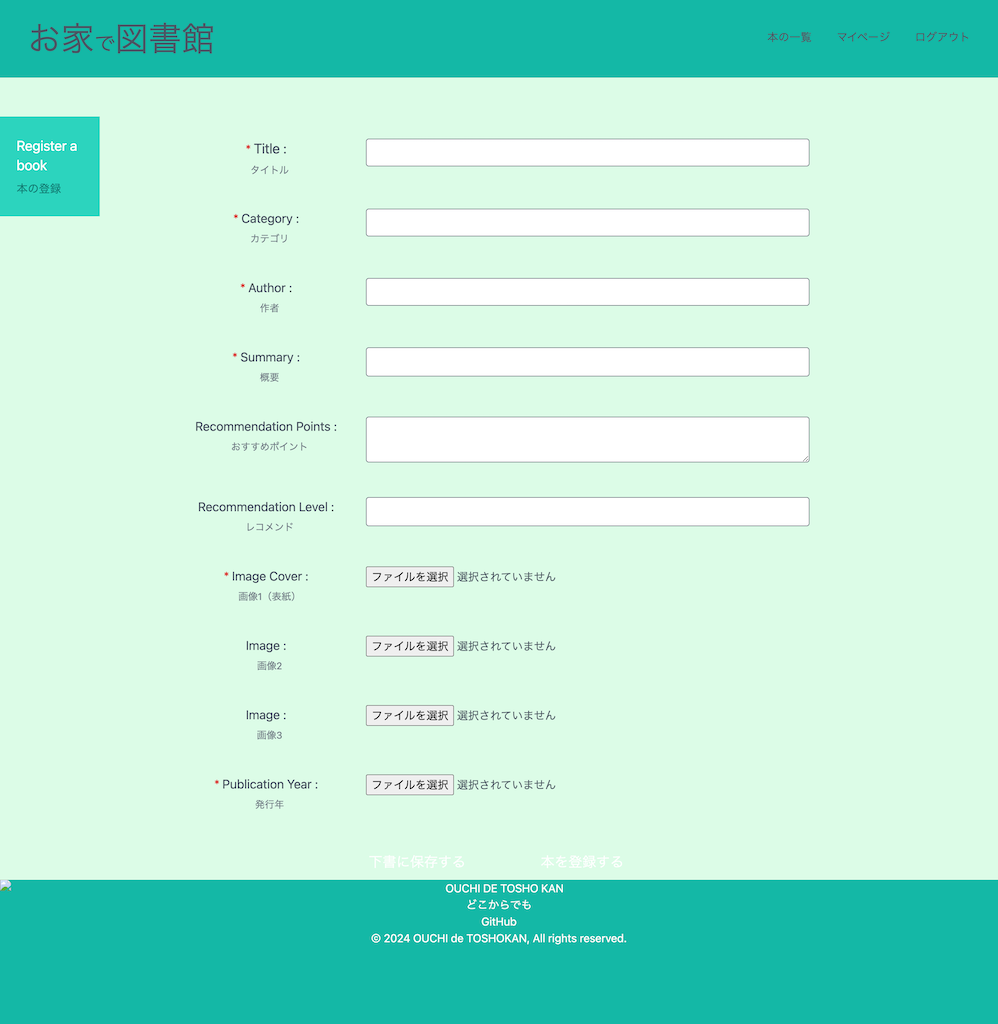 お家で図書館
本の一覧 マイページ ログアウト
Register a
book
本の登録
* Title :
タイトル
* Category :
カテゴリ
* Author :
作者
* Summary :
概要
Recommendation Points :
おすすめポイント
Recommendation Level :
レコメンド
* Image Cover :
ファイルを選択 選択されていません
画像1（表紙）
Image :
ファイルを選択 選択されていません
画像2
Image :
ファイルを選択 選択されていません
画像3
* Publication Year :
ファイルを選択 選択されていません
発行年
下書に保存する 本を登録する
OUCHI DE TOSHO KAN
どこからでも
GitHub
© 2024 OUCHI de TOSHOKAN, All rights reserved.